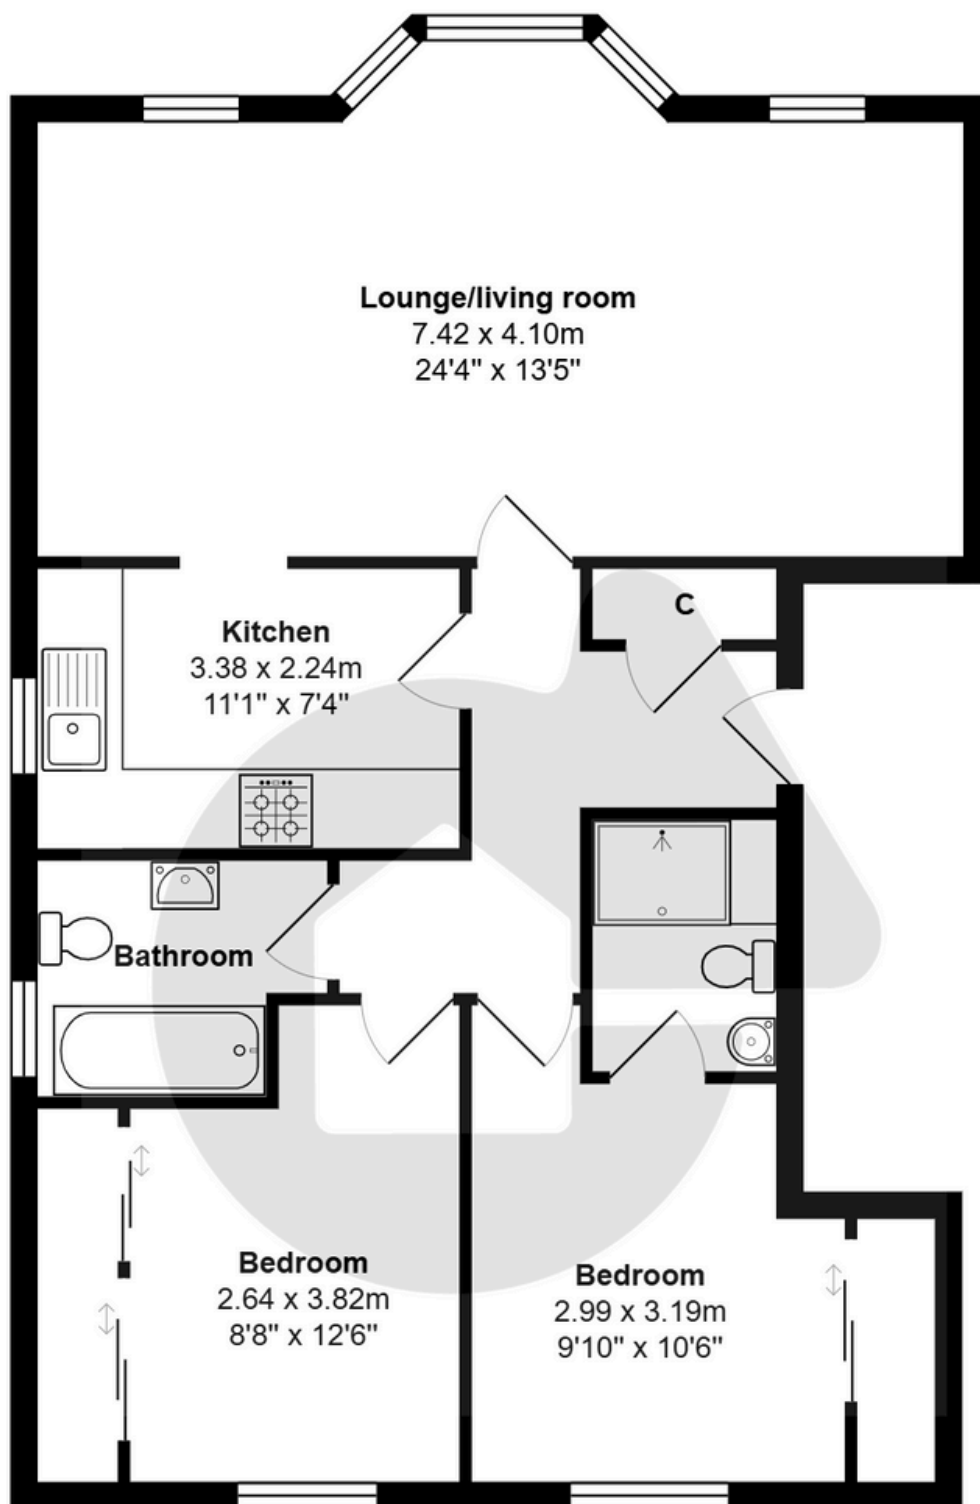 Lounge/living room
7.42 x 4.10m
24'4" x 13'5"
C
Kitchen
3.38 x 2.24m
11'1" x 7'4"
Bathroom
Bedroom
2.64 x 3.82m
8'8" x 12'6"
Bedroom
2.99 x 3.19m
9'10" x 10'6"